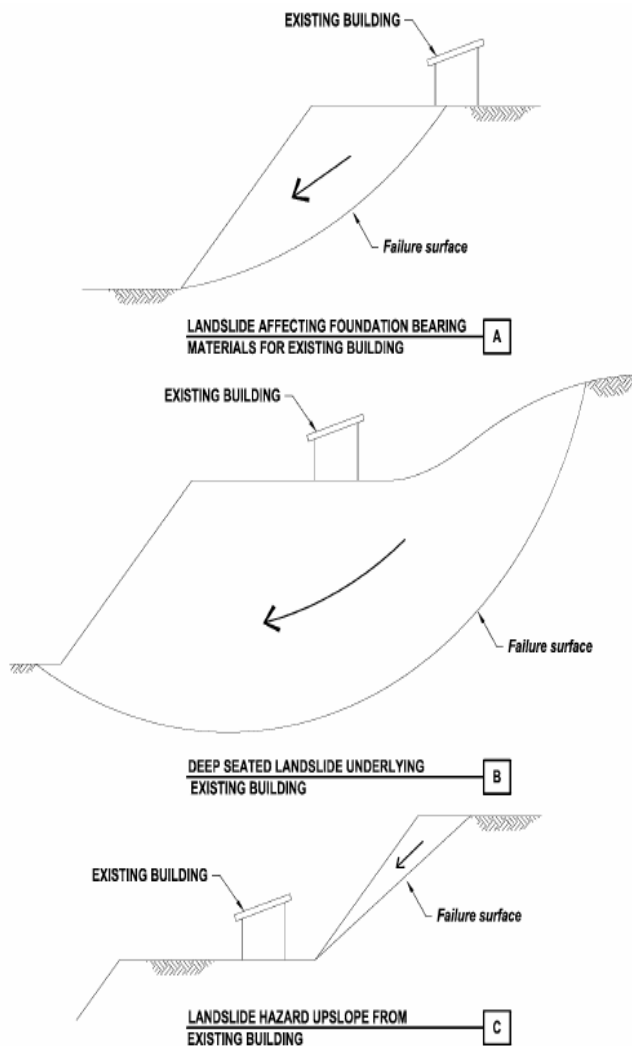 EXISTING BUILDING
Failure surface
LANDSLIDE AFFECTING FOUNDATION BEARING
MATERIALS FOR EXISTING BUILDING
A
EXISTING BUILDING
Failure surface
DEEP SEATED LANDSLIDE UNDERLYING
EXISTING BUILDING
B
EXISTING BUILDING
Failure surface
LANDSLIDE HAZARD UPSLOPE FROM
EXISTING BUILDING
C